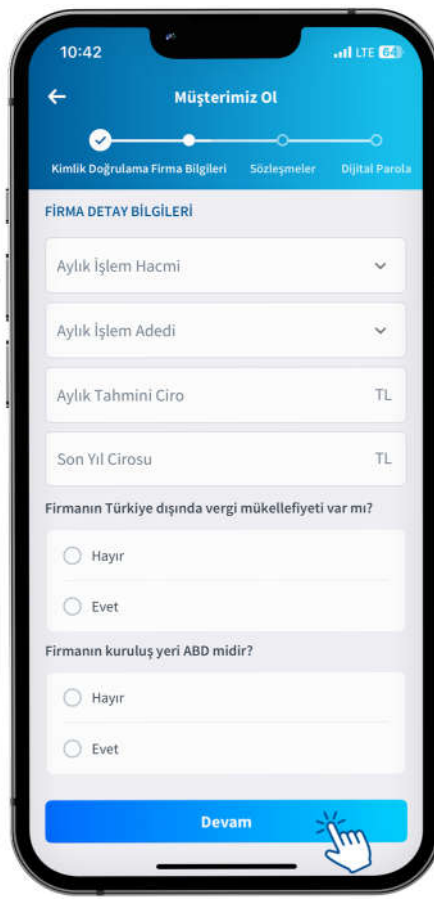 10:42
LTE 64
Müşterimiz Ol
Kimlik Doğrulama Firma Bilgileri Sözleşmeler Dijital Parola
FİRMA DETAY BİLGİLERİ
Aylık İşlem Hacmi
Aylık İşlem Adedi
Aylık Tahmini Ciro TL
Son Yıl Cirosu TL
Firmanın Türkiye dışında vergi mükellefiyeti var mı?
Hayır
Evet
Firmanın kuruluş yeri ABD midir?
Hayır
Evet
Devam